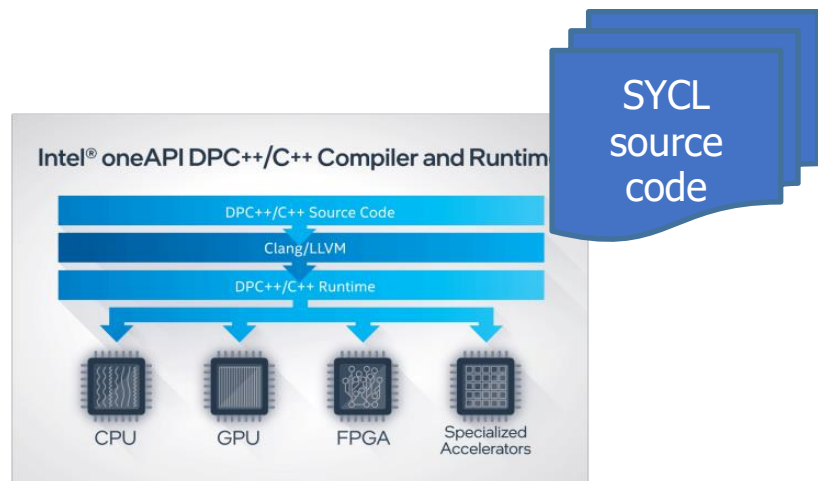 SYCL
source
code
Intel® oneAPI DPC++/C++ Compiler and Runtim
DPC++/C++ Source Code
Clang/LLVM
DPC++/C++ Runtime
CPU
GPU
FPGA
Specialized
Accelerators